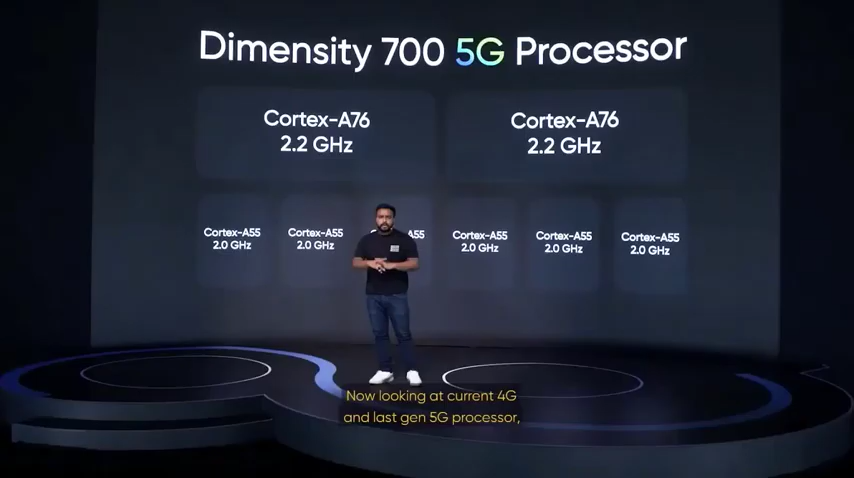 Dimensity 700 5G Processor
Cortex-A76
2.2 GHz
Cortex-A76
2.2 GHz
Cortex-A55
2.0 GHz
Cortex-A55
2.0 GHz
A55
Cortex-A55
2.0 GHz
Cortex-A55
2.0 GHz
Cortex-A55
2.0 GHz
Now looking at current 4G
and last gen 5G processor,